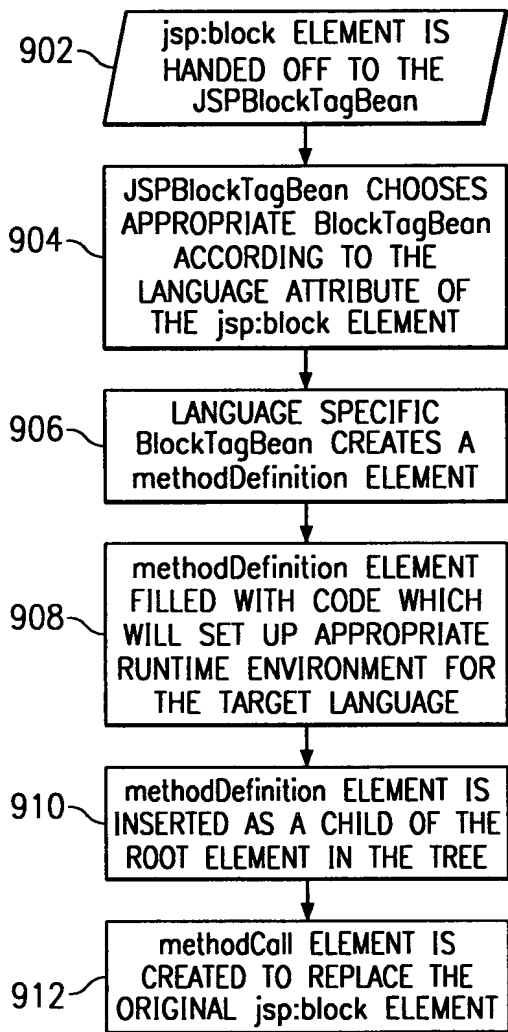 902
jsp:block ELEMENT IS
HANDED OFF TO THE
JSPBlockTagBean
904
JSPBlockTagBean CHOOSES
APPROPRIATE BlockTagBean
ACCORDING TO THE
LANGUAGE ATTRIBUTE OF
THE jsp:block ELEMENT
906
LANGUAGE SPECIFIC
BlockTagBean CREATES A
methodDefinition ELEMENT
908
methodDefinition ELEMENT
FILLED WITH CODE WHICH
WILL SET UP APPROPRIATE
RUNTIME ENVIRONMENT FOR
THE TARGET LANGUAGE
910
methodDefinition ELEMENT IS
INSERTED AS A CHILD OF THE
ROOT ELEMENT IN THE TREE
912
methodCall ELEMENT IS
CREATED TO REPLACE THE
ORIGINAL jsp:block ELEMENT